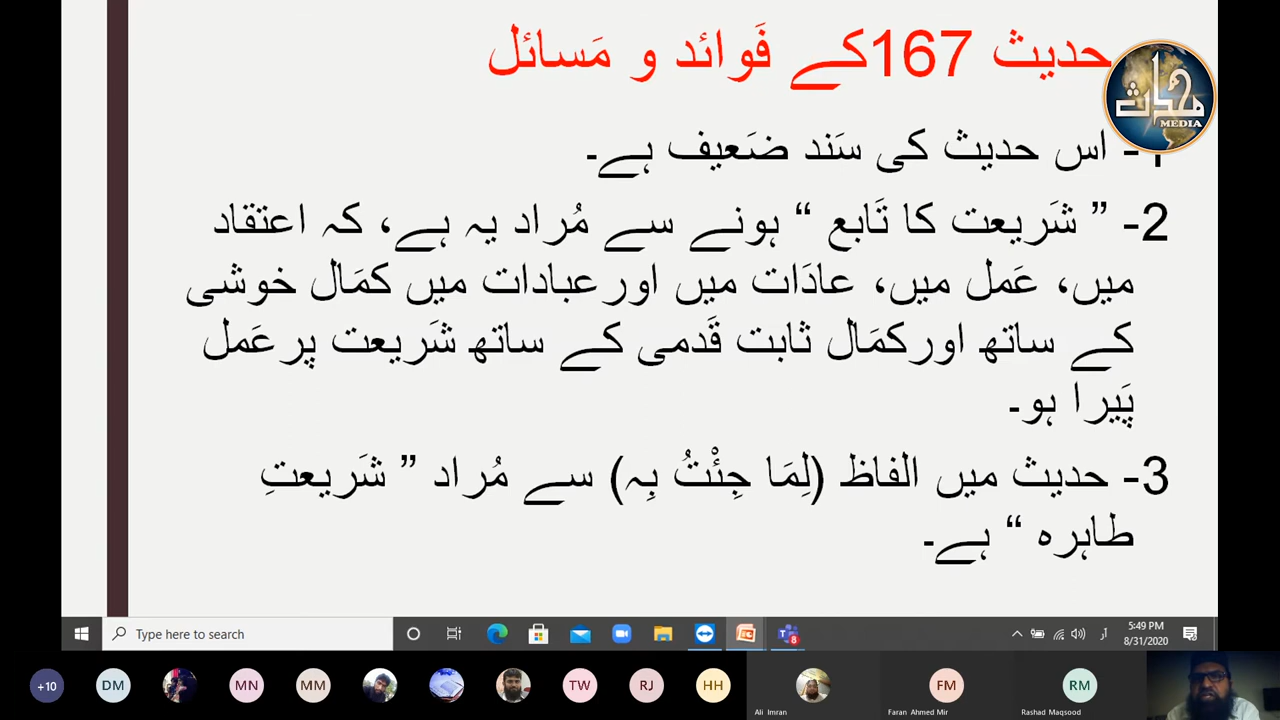 حدیث 167کے فَوائد و مَسائل
محدث
MEDIA
1- اس حدیث کی سَند ضَعیف ہے۔
2- ” شَریعت کا تَابع “ ہونے سے مُراد یہ ہے، کہ اعتقاد
میں، عَمل میں، عادَات میں اورعبادات میں کمَال خوشی
کے ساتھ اورکمَال ثابت قَدمی کے ساتھ شَریعت پرعَمل
پَیرا ہو۔
3- حدیث میں الفاظ (لِمَا جِئْتُ بِہ) سے مُراد ” شَریعتِ
طاہرہ “ ہے۔
Type here to search
8
5:49 PM
8/31/2020
+10
DM
MN
MM
TW
RJ
HH
Ali Imran
FM
Faran Ahmed Mir
RM
Rashad Maqsood